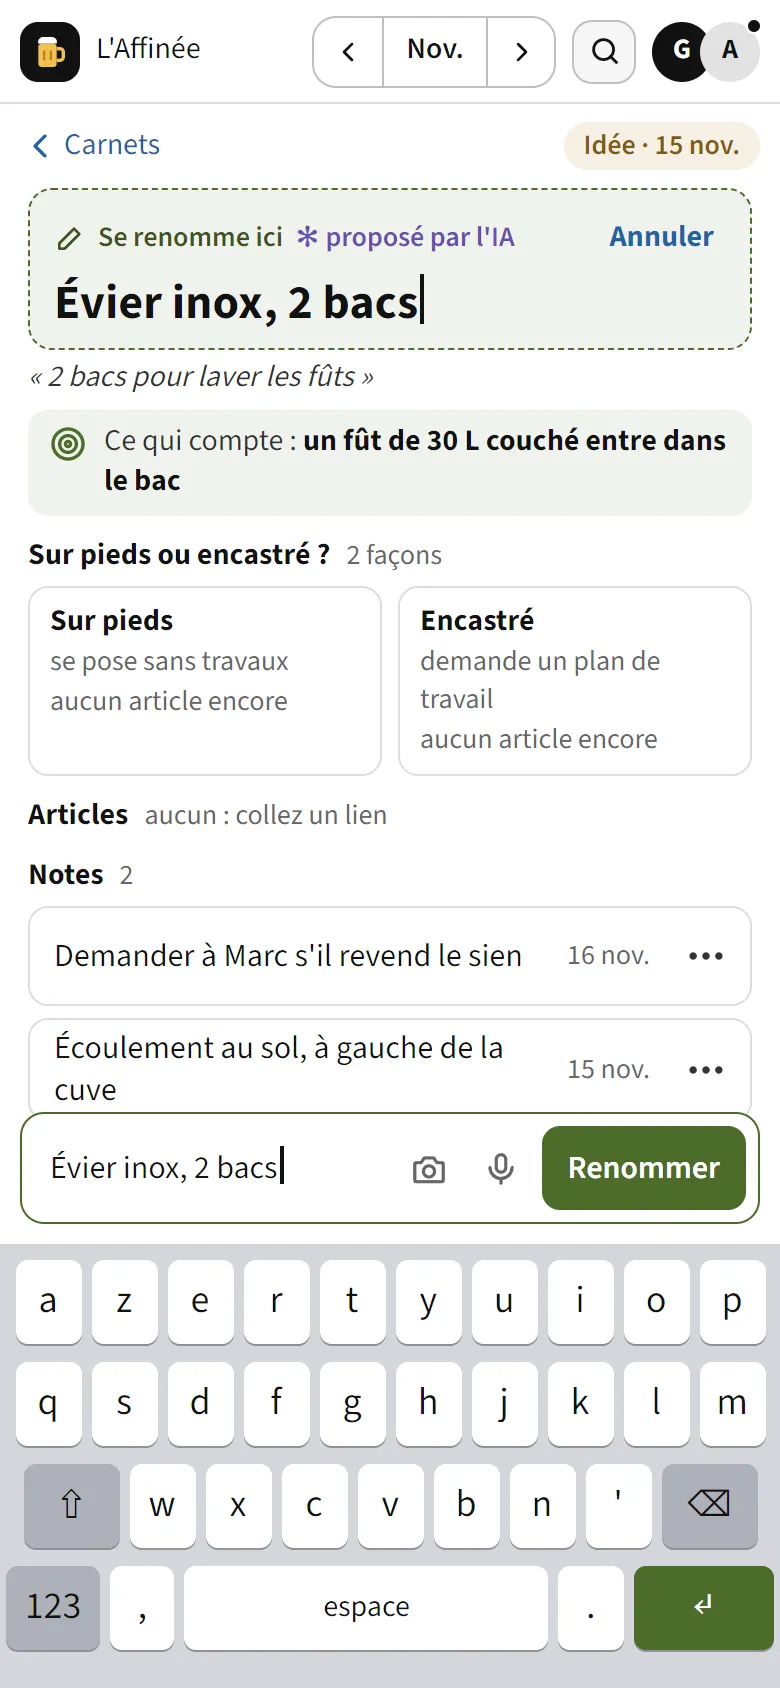 L'Affinée
Nov.
G
A
Carnets
Idée · 15 nov.
Se renomme ici ✻ proposé par l'IA
Annuler
Évier inox, 2 bacs
« 2 bacs pour laver les fûts »
Ce qui compte : un fût de 30 L couché entre dans
le bac
Sur pieds ou encastré ? 2 façons
Sur pieds
se pose sans travaux
aucun article encore
Encastré
demande un plan de
travail
aucun article encore
Articles aucun : collez un lien
Notes 2
Demander à Marc s'il revend le sien 16 nov.
Écoulement au sol, à gauche de la
cuve
15 nov.
Évier inox, 2 bacs
Renommer
a z e r t y u i o p
q s d f g h j k l m
⇧ w x c v b n ' ⌫
123 , espace . ↵